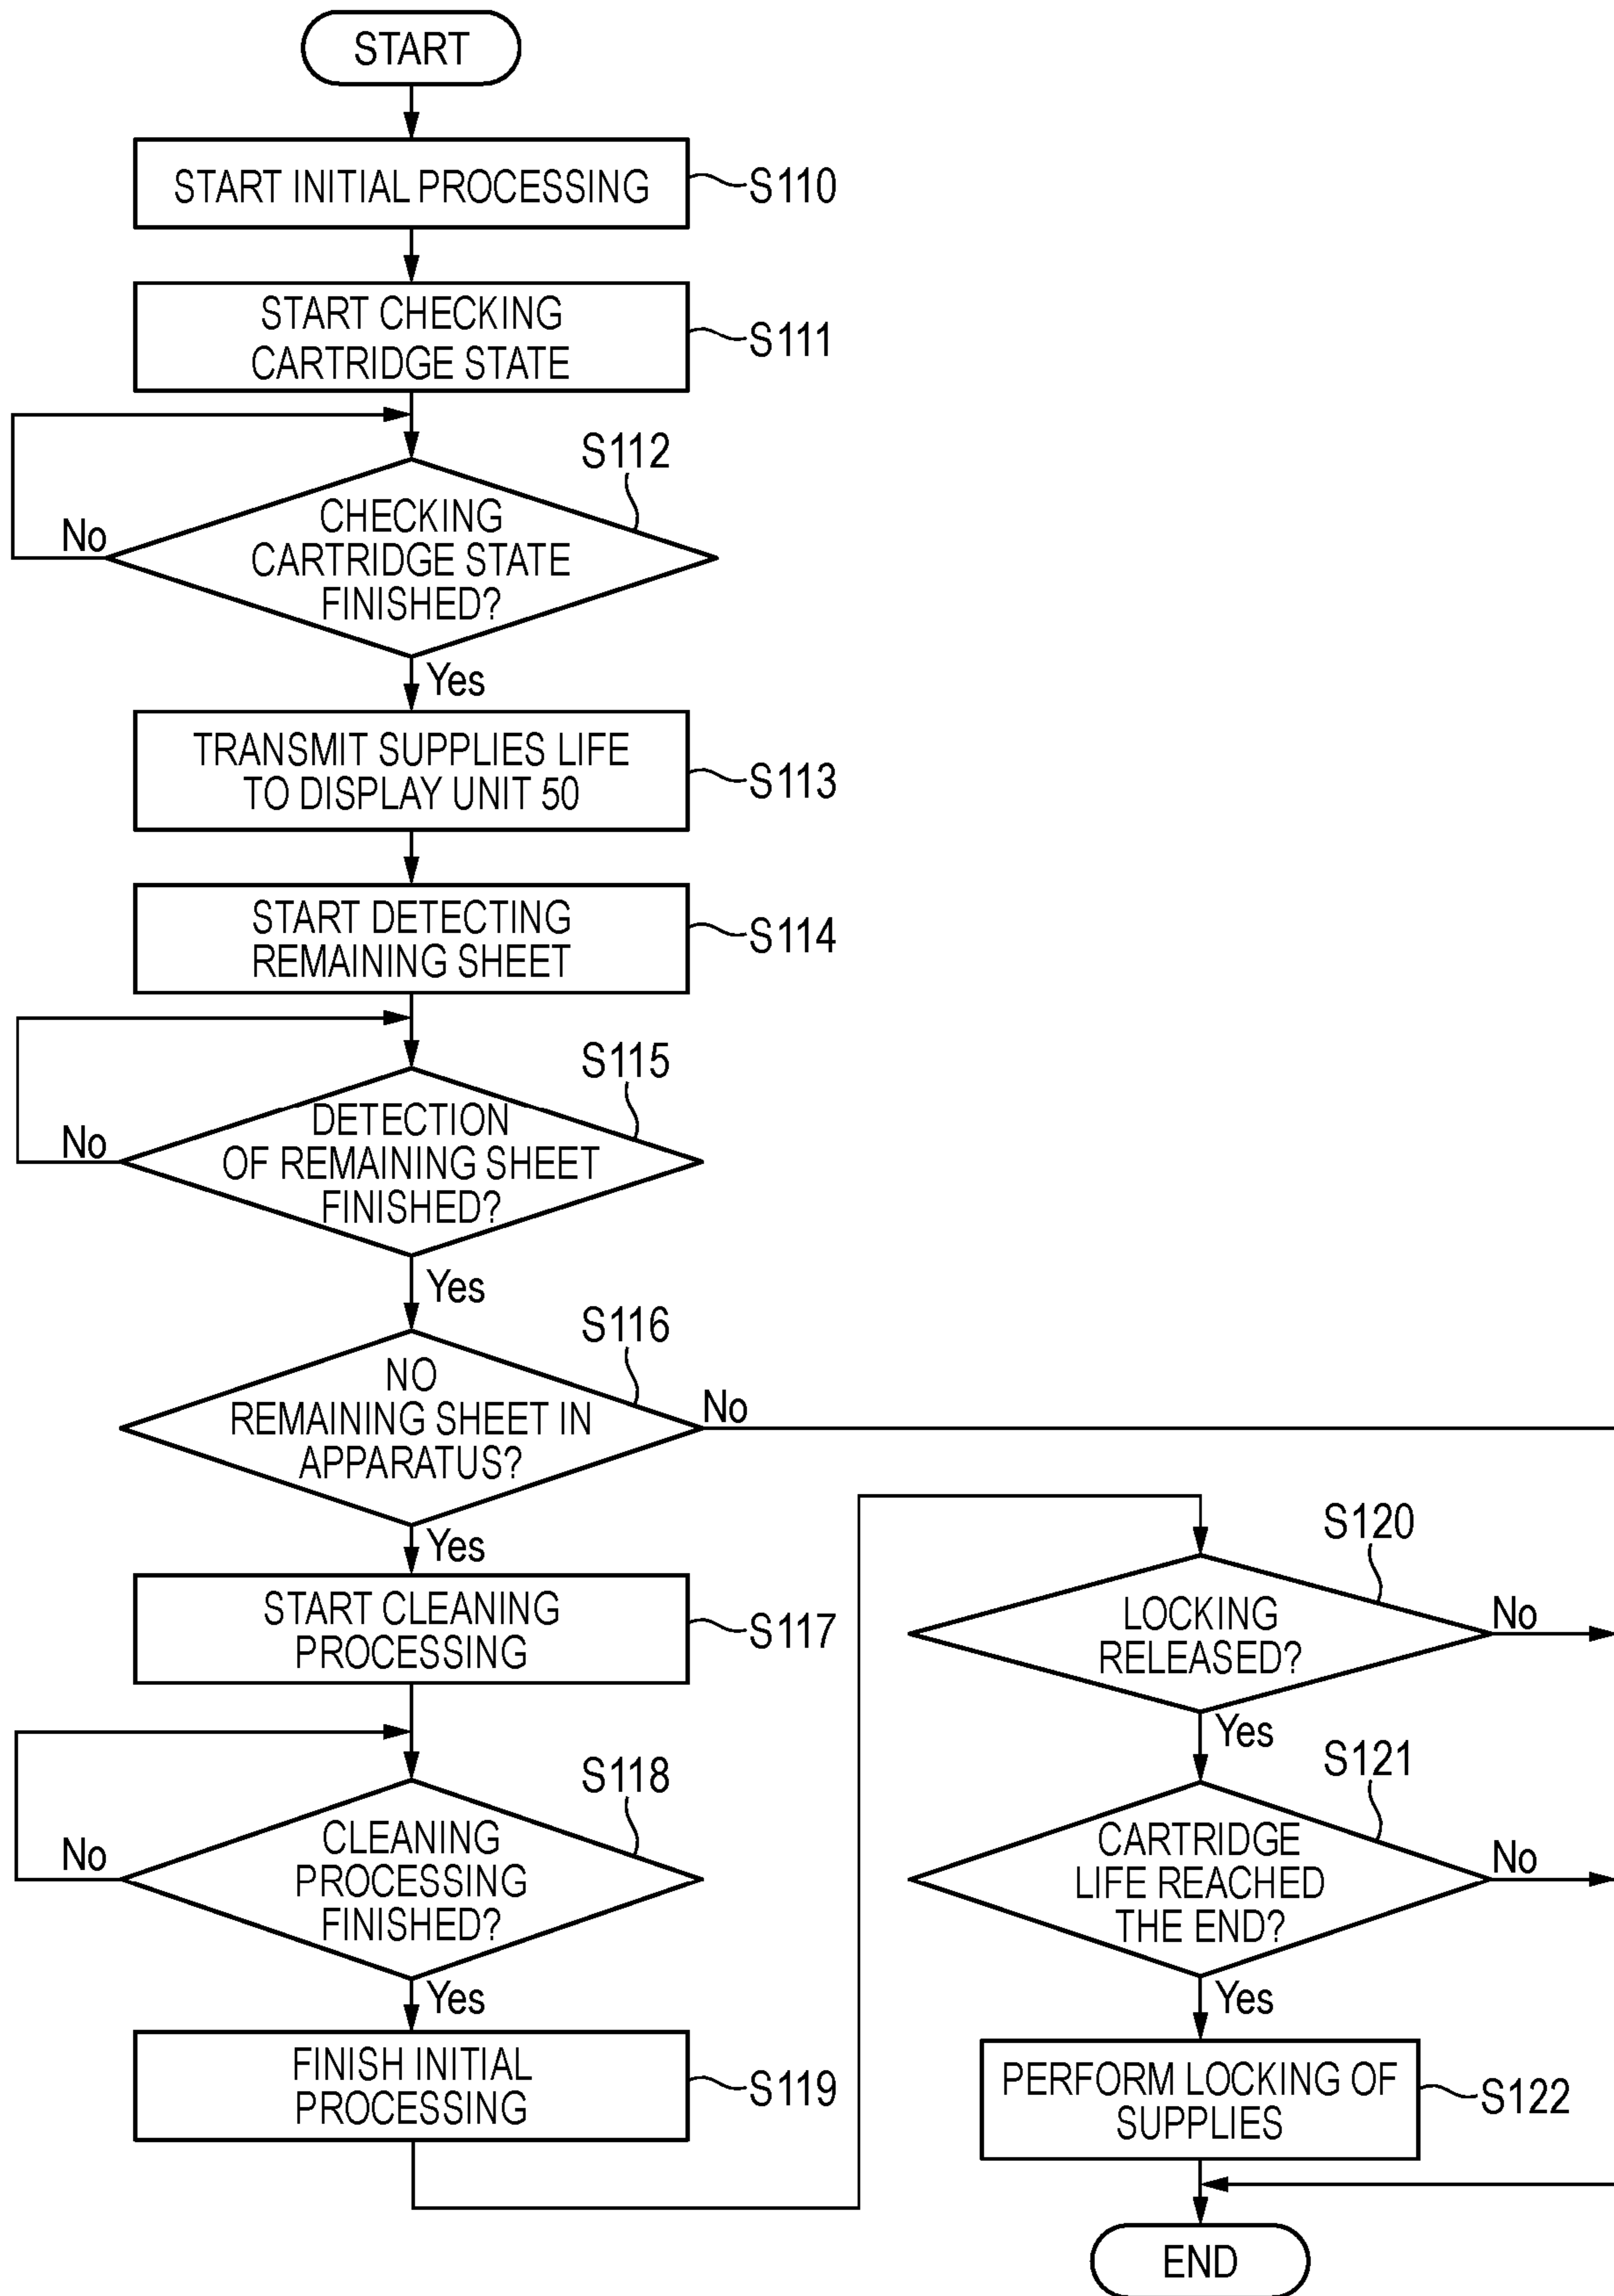 START
START INITIAL PROCESSING
S110
START CHECKING
CARTRIDGE STATE
S111
S112
CHECKING
CARTRIDGE STATE
FINISHED?
No
Yes
TRANSMIT SUPPLIES LIFE
TO DISPLAY UNIT 50
S113
START DETECTING
REMAINING SHEET
S114
S115
DETECTION
OF REMAINING SHEET
FINISHED?
No
Yes
S116
NO
REMAINING SHEET IN
APPARATUS?
No
Yes
START CLEANING
PROCESSING
S117
S118
CLEANING
PROCESSING
FINISHED?
No
Yes
FINISH INITIAL
PROCESSING
S119
S120
LOCKING
RELEASED?
No
Yes
S121
CARTRIDGE
LIFE REACHED
THE END?
No
Yes
PERFORM LOCKING OF
SUPPLIES
S122
END